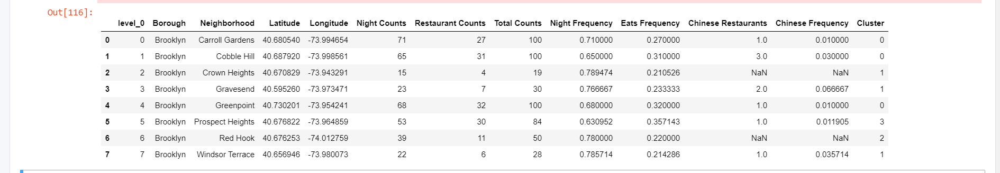 Out[116]:
level_0 Borough Neighborhood Latitude Longitude Night Counts Restaurant Counts Total Counts Night Frequency Eats Frequency Chinese Restaurants Chinese Frequency Cluster
0 0 Brooklyn Carroll Gardens 40.680540 -73.994654 71 27 100 0.710000 0.270000 1.0 0.010000 0
1 1 Brooklyn Cobble Hill 40.687920 -73.998561 65 31 100 0.650000 0.310000 3.0 0.030000 0
2 2 Brooklyn Crown Heights 40.670829 -73.943291 15 4 19 0.789474 0.210526 NaN NaN 1
3 3 Brooklyn Gravesend 40.595260 -73.973471 23 7 30 0.766667 0.233333 2.0 0.066667 1
4 4 Brooklyn Greenpoint 40.730201 -73.954241 68 32 100 0.680000 0.320000 1.0 0.010000 0
5 5 Brooklyn Prospect Heights 40.676822 -73.964859 53 30 84 0.630952 0.357143 1.0 0.011905 3
6 6 Brooklyn Red Hook 40.676253 -74.012759 39 11 50 0.780000 0.220000 NaN NaN 2
7 7 Brooklyn Windsor Terrace 40.656946 -73.980073 22 6 28 0.785714 0.214286 1.0 0.035714 1